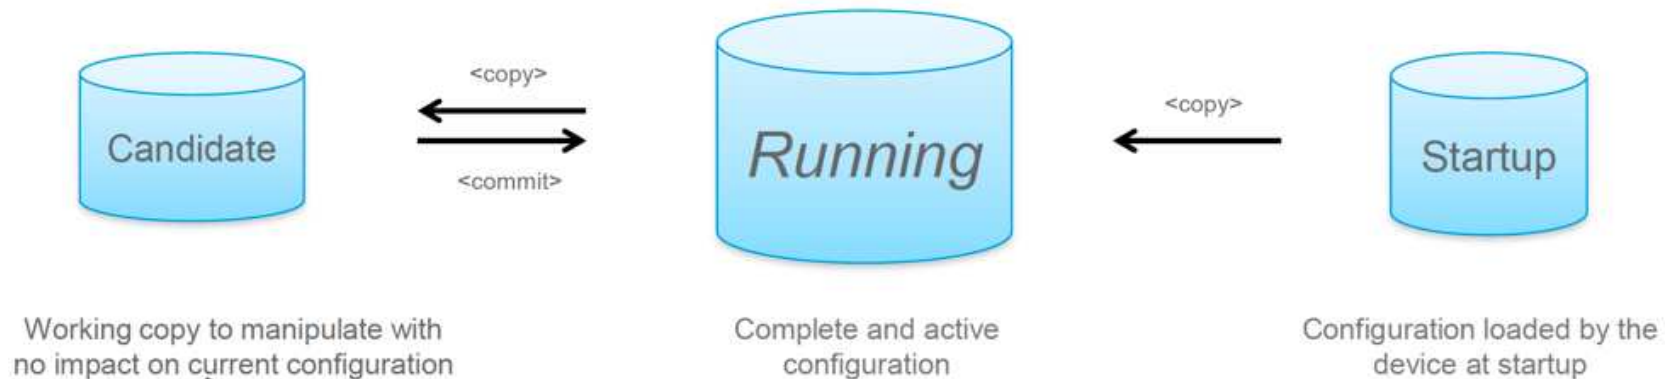 Candidate
<copy>
<commit>
Running
<copy>
Startup
Working copy to manipulate with
no impact on current configuration
Complete and active
configuration
Configuration loaded by the
device at startup